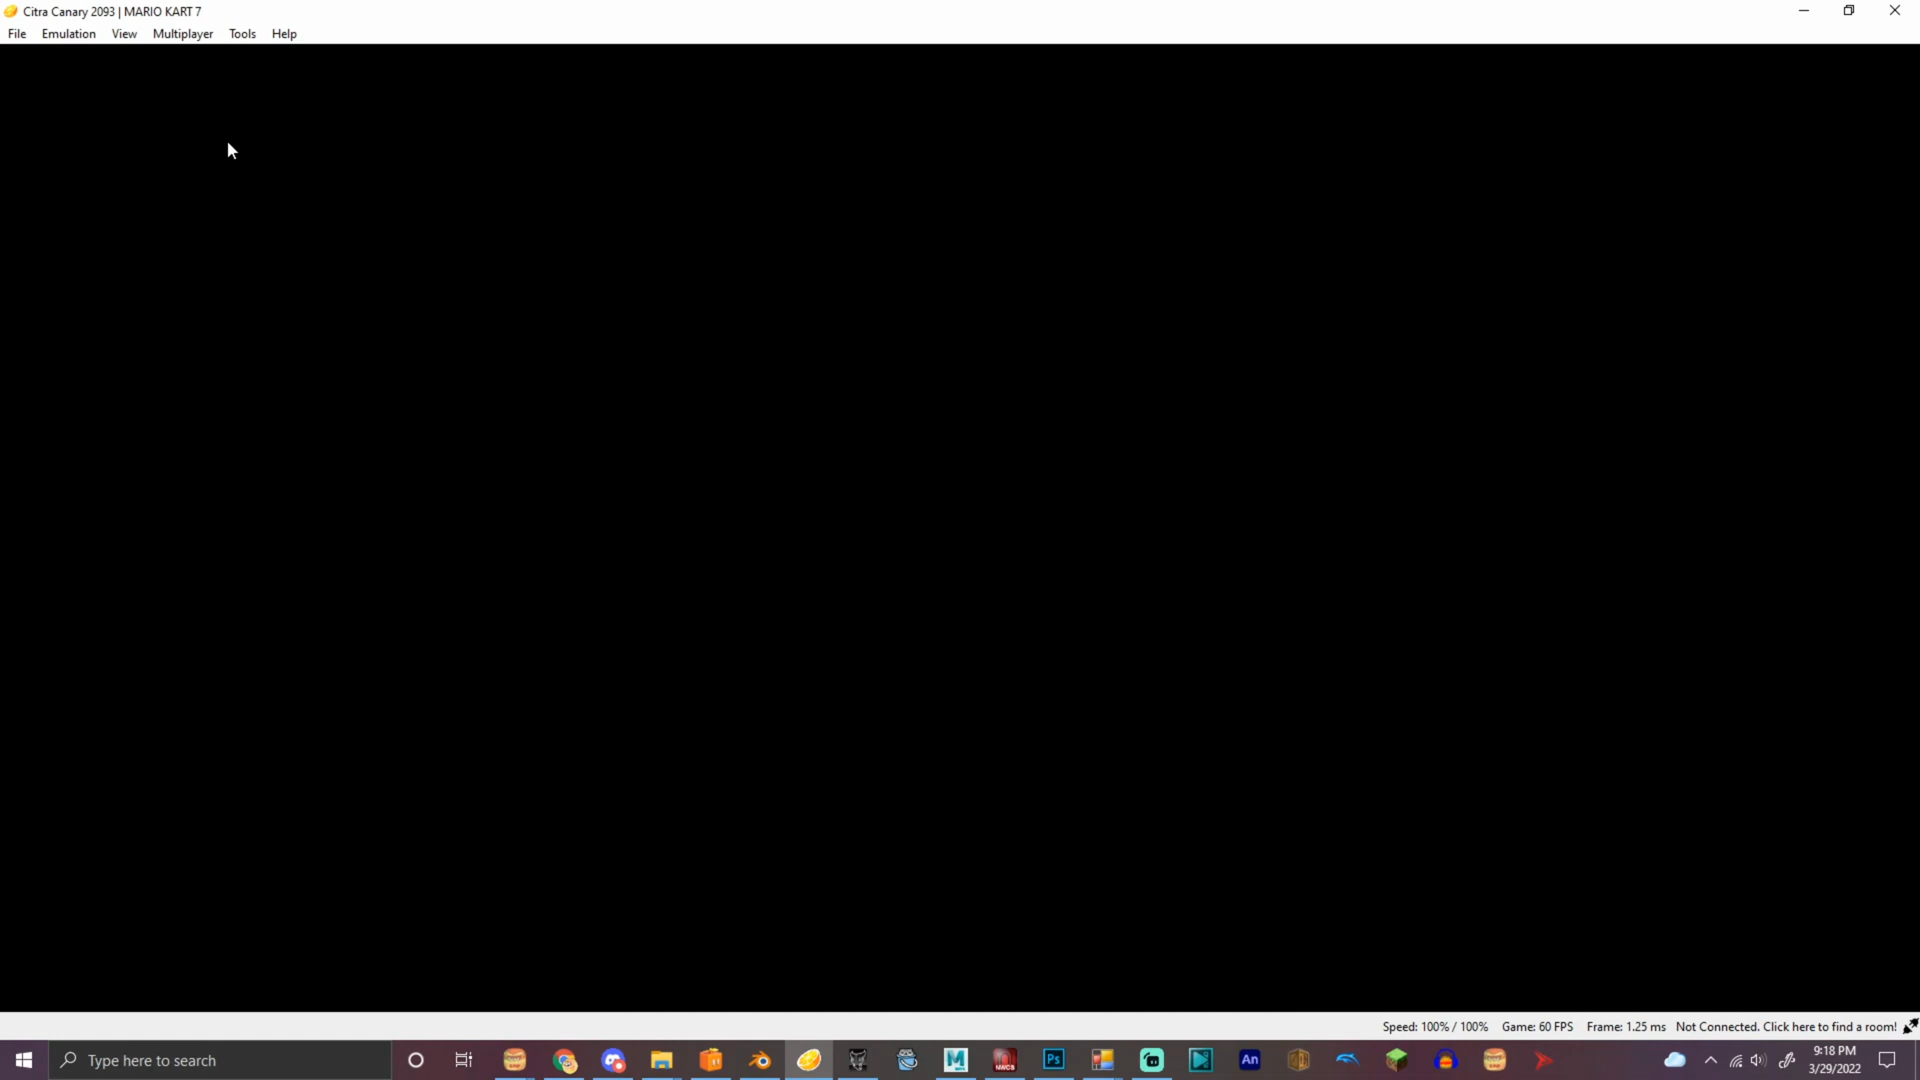 Citra Canary 2093 | MARIO KART 7
File Emulation View Multiplayer Tools Help
Speed: 100% / 100% Game: 60 FPS Frame: 1.25 ms Not Connected. Click here to find a room!
Type here to search
M
NWCS
Ps
An
9:18 PM
3/29/2022